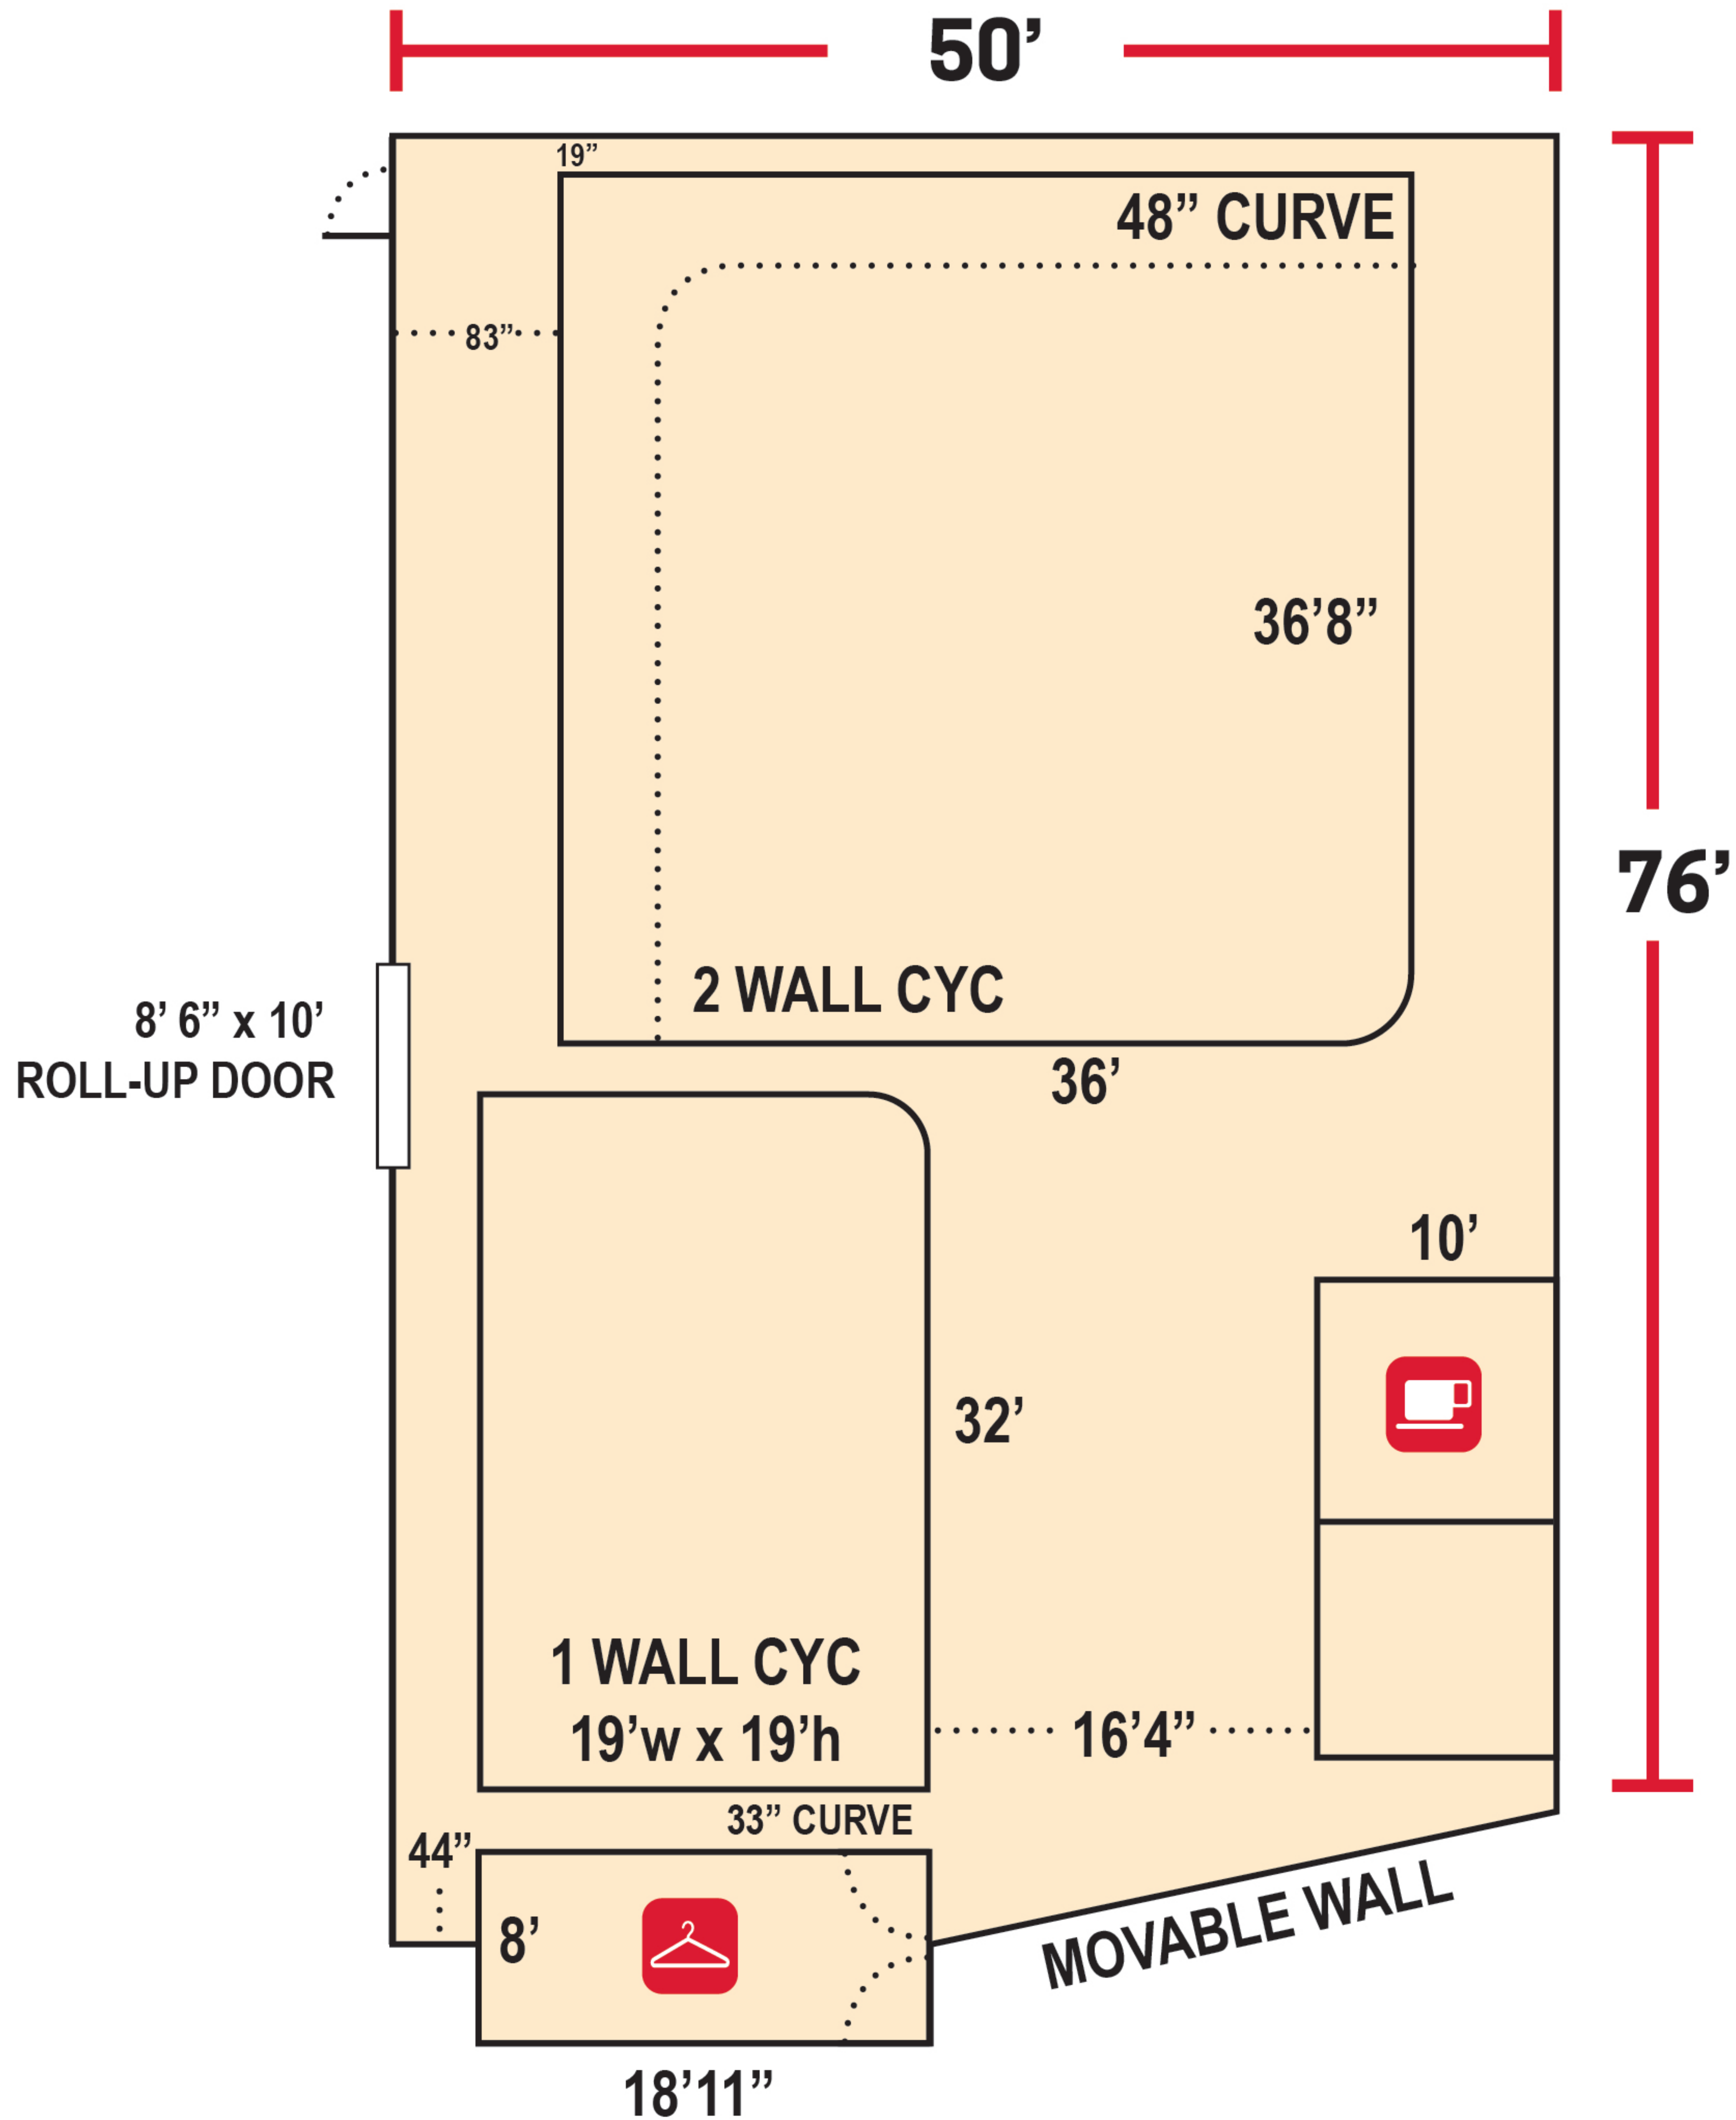 50’
19”
48” CURVE
83”
36’8”
76’
2 WALL CYC
8’ 6” x 10’
ROLL-UP DOOR
36’
10’
32’
1 WALL CYC
19’w x 19’h
16’4”
33” CURVE
44”
8’
MOVABLE WALL
18’11”